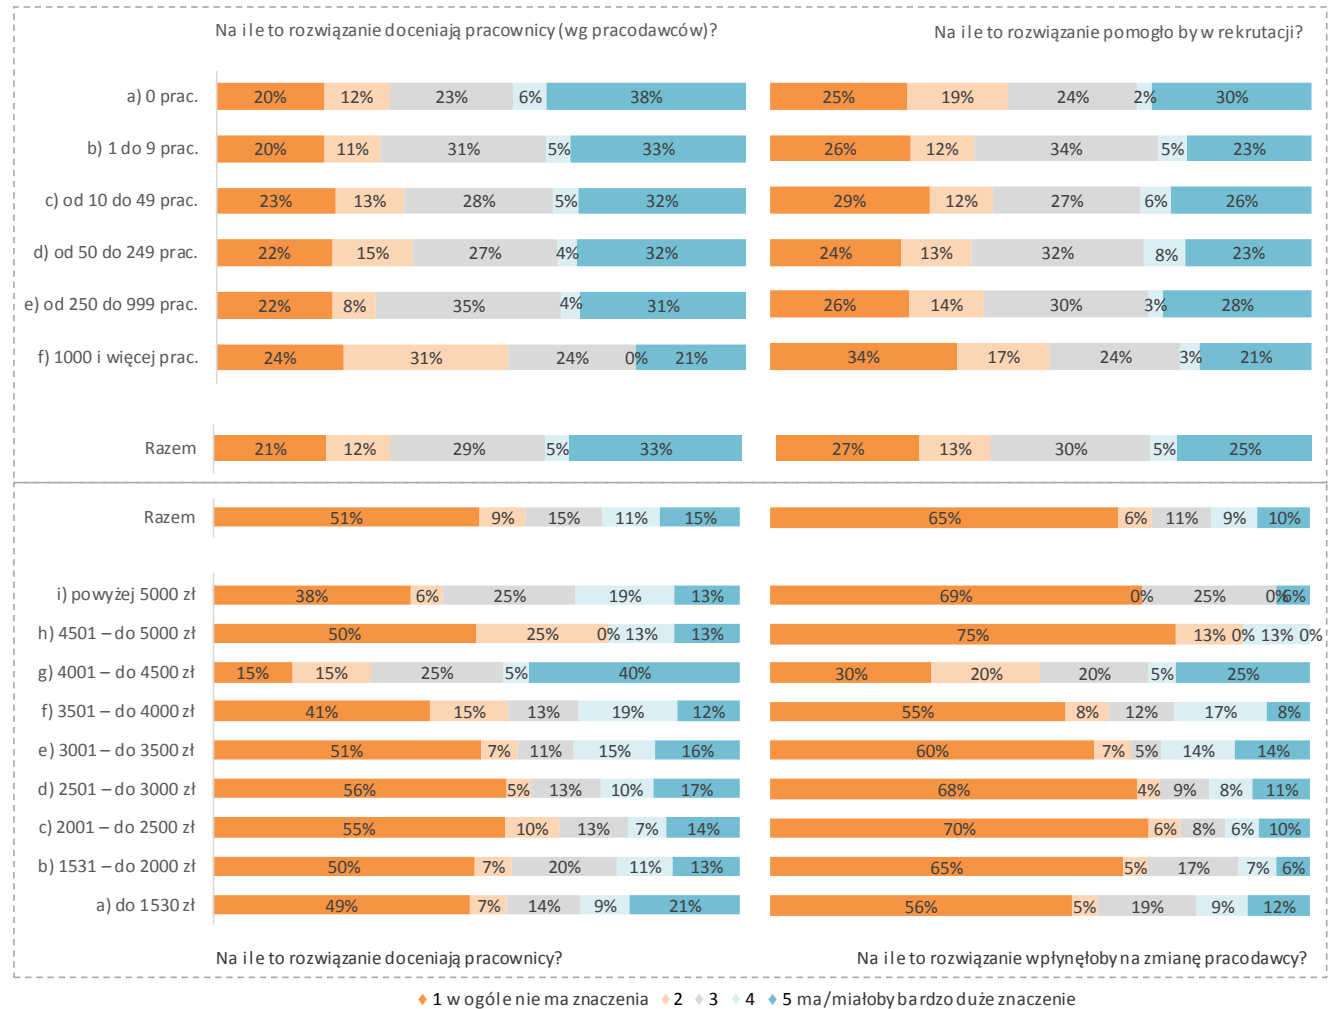 Na ile to rozwiązanie doceniają pracownicy (wg pracodawców)? Na ile to rozwiązanie pomogło by w rekrutacji?
a) 0 prac. 20% 12% 23% 6% 38% 25% 19% 24% 2% 30%
b) 1 do 9 prac. 20% 11% 31% 5% 33% 26% 12% 34% 5% 23%
c) od 10 do 49 prac. 23% 13% 28% 5% 32% 29% 12% 27% 6% 26%
d) od 50 do 249 prac. 22% 15% 27% 4% 32% 24% 13% 32% 8% 23%
e) od 250 do 999 prac. 22% 8% 35% 4% 31% 26% 14% 30% 3% 28%
f) 1000 i więcej prac. 24% 31% 24% 0% 21% 34% 17% 24% 3% 21%
Razem 21% 12% 29% 5% 33% 27% 13% 30% 5% 25%
Razem 51% 9% 15% 11% 15% 65% 6% 11% 9% 10%
i) powyżej 5000 zł 38% 6% 25% 19% 13% 69% 0% 25% 0% 6%
h) 4501 – do 5000 zł 50% 25% 0% 13% 13% 75% 13% 0% 13% 0%
g) 4001 – do 4500 zł 15% 15% 25% 5% 40% 30% 20% 20% 5% 25%
f) 3501 – do 4000 zł 41% 15% 13% 19% 12% 55% 8% 12% 17% 8%
e) 3001 – do 3500 zł 51% 7% 11% 15% 16% 60% 7% 5% 14% 14%
d) 2501 – do 3000 zł 56% 5% 13% 10% 17% 68% 4% 9% 8% 11%
c) 2001 – do 2500 zł 55% 10% 13% 7% 14% 70% 6% 8% 6% 10%
b) 1531 – do 2000 zł 50% 7% 20% 11% 13% 65% 5% 17% 7% 6%
a) do 1530 zł 49% 7% 14% 9% 21% 56% 5% 19% 9% 12%
Na ile to rozwiązanie doceniają pracownicy? Na ile to rozwiązanie wpłynęłoby na zmianę pracodawcy?
1 w ogóle nie ma znaczenia 2 3 4 5 ma/miałoby bardzo duże znaczenie